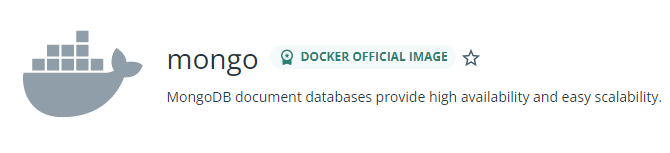 mongo DOCKER OFFICIAL IMAGE
MongoDB document databases provide high availability and easy scalability.